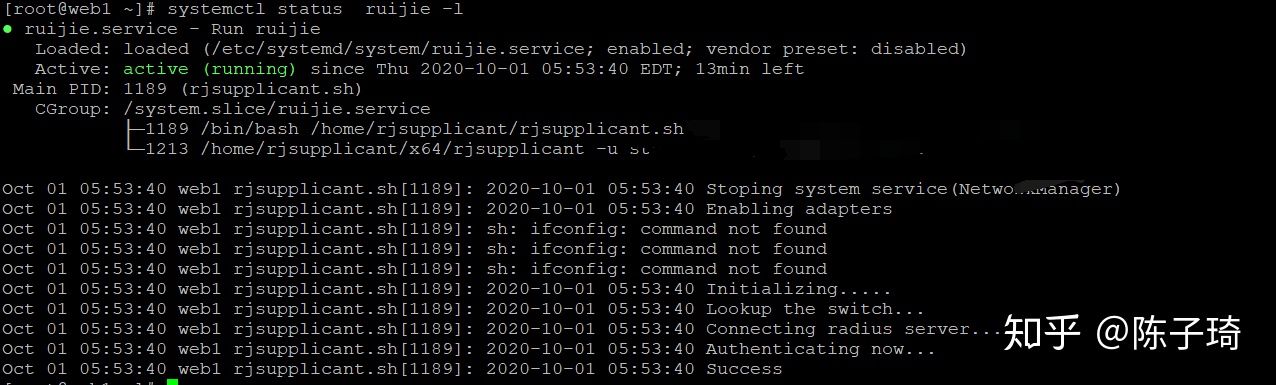 [root@web1 ~]# systemctl status  ruijie -l
● ruijie.service - Run ruijie
   Loaded: loaded (/etc/systemd/system/ruijie.service; enabled; vendor preset: disabled)
   Active: active (running) since Thu 2020-10-01 05:53:40 EDT; 13min left
 Main PID: 1189 (rjsupplicant.sh)
   CGroup: /system.slice/ruijie.service
           ├─1189 /bin/bash /home/rjsupplicant/rjsupplicant.sh
           └─1213 /home/rjsupplicant/x64/rjsupplicant -u
Oct 01 05:53:40 web1 rjsupplicant.sh[1189]: 2020-10-01 05:53:40 Stoping system service(NetworkManager)
Oct 01 05:53:40 web1 rjsupplicant.sh[1189]: 2020-10-01 05:53:40 Enabling adapters
Oct 01 05:53:40 web1 rjsupplicant.sh[1189]: sh: ifconfig: command not found
Oct 01 05:53:40 web1 rjsupplicant.sh[1189]: sh: ifconfig: command not found
Oct 01 05:53:40 web1 rjsupplicant.sh[1189]: sh: ifconfig: command not found
Oct 01 05:53:40 web1 rjsupplicant.sh[1189]: 2020-10-01 05:53:40 Initializing.....
Oct 01 05:53:40 web1 rjsupplicant.sh[1189]: 2020-10-01 05:53:40 Lookup the switch...
Oct 01 05:53:40 web1 rjsupplicant.sh[1189]: 2020-10-01 05:53:40 Connecting radius server...
Oct 01 05:53:40 web1 rjsupplicant.sh[1189]: 2020-10-01 05:53:40 Authenticating now...
Oct 01 05:53:40 web1 rjsupplicant.sh[1189]: 2020-10-01 05:53:40 Success
知乎 @陈子琦